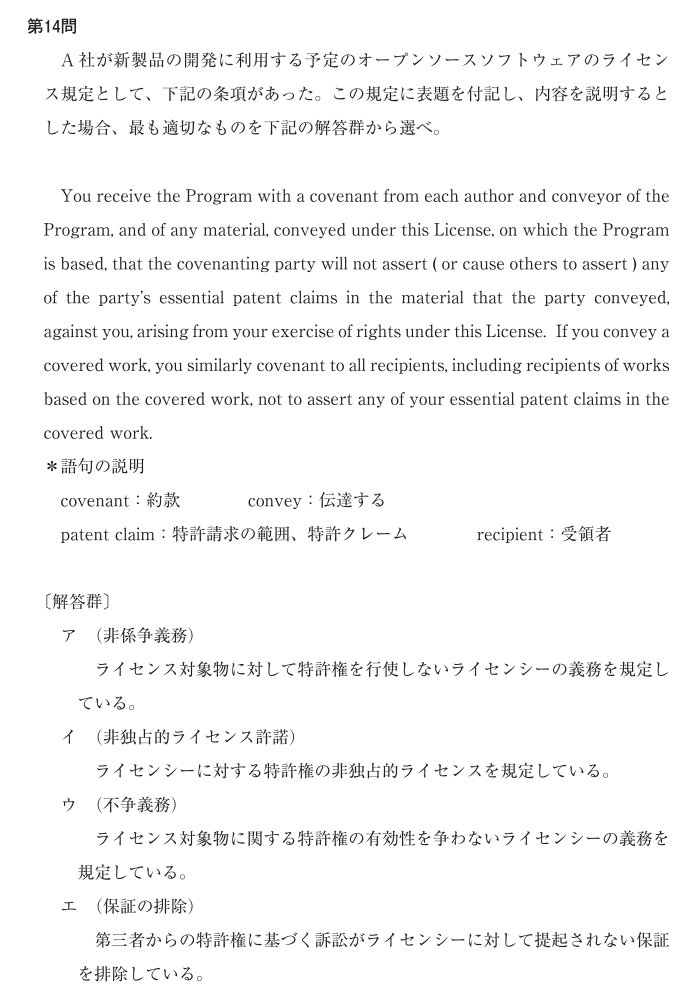 第14問
A社が新製品の開発に利用する予定のオープンソースソフトウェアのライセン
ス規定として、下記の条項があった。この規定に表題を付記し、内容を説明すると
した場合、最も適切なものを下記の解答群から選べ。
You receive the Program with a covenant from each author and conveyor of the
Program, and of any material, conveyed under this License, on which the Program
is based, that the covenanting party will not assert ( or cause others to assert ) any
of the party's essential patent claims in the material that the party conveyed,
against you, arising from your exercise of rights under this License. If you convey a
covered work, you similarly covenant to all recipients, including recipients of works
based on the covered work, not to assert any of your essential patent claims in the
covered work.
＊語句の説明
covenant：約款 convey：伝達する
patent claim：特許請求の範囲、特許クレーム recipient：受領者
〔解答群〕
ア （非係争義務）
ライセンス対象物に対して特許権を行使しないライセンシーの義務を規定し
ている。
イ （非独占的ライセンス許諾）
ライセンシーに対する特許権の非独占的ライセンスを規定している。
ウ （不争義務）
ライセンス対象物に関する特許権の有効性を争わないライセンシーの義務を
規定している。
エ （保証の排除）
第三者からの特許権に基づく訴訟がライセンシーに対して提起されない保証
を排除している。